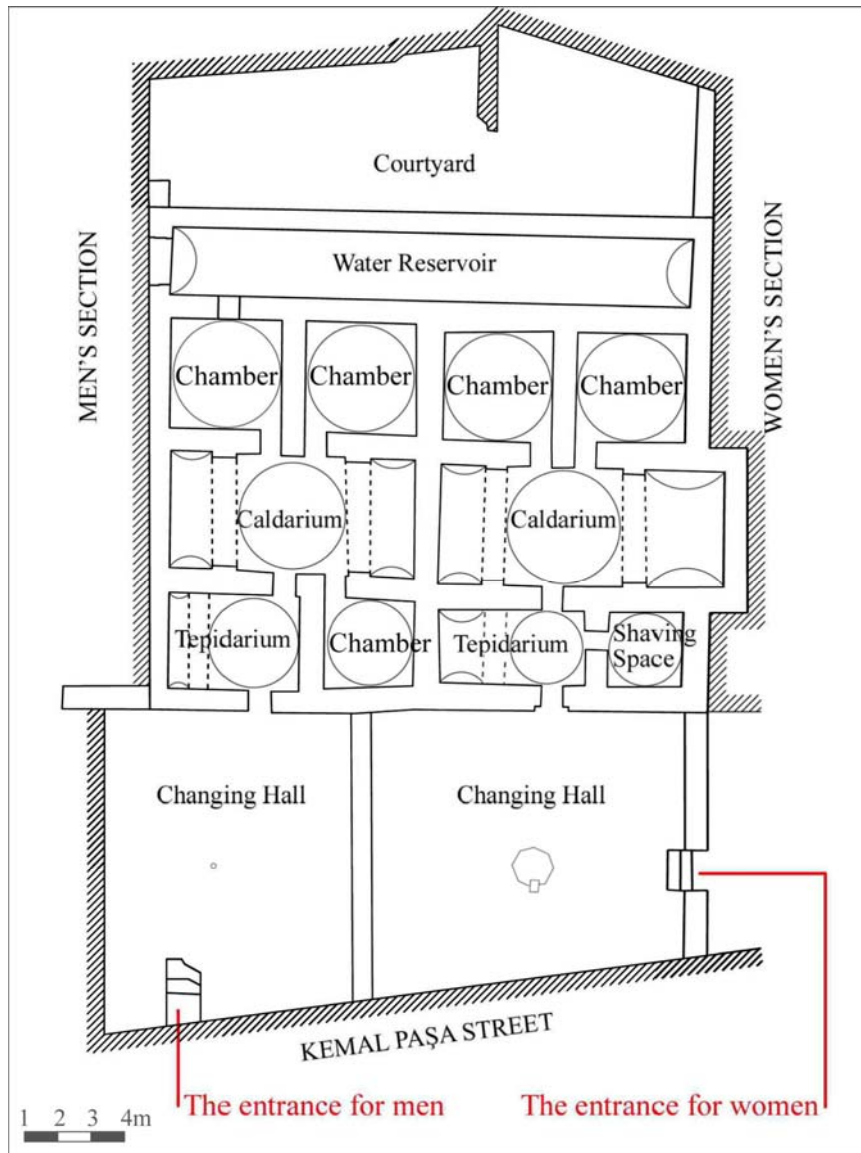 Courtyard
MEN'S SECTION
WOMEN'S SECTION
Water Reservoir
Chamber
Chamber
Chamber
Chamber
Caldarium
Caldarium
Tepidarium
Chamber
Tepidarium
Shaving
Space
Changing Hall
Changing Hall
KEMAL PAŞA STREET
The entrance for men
The entrance for women
1 2 3 4m